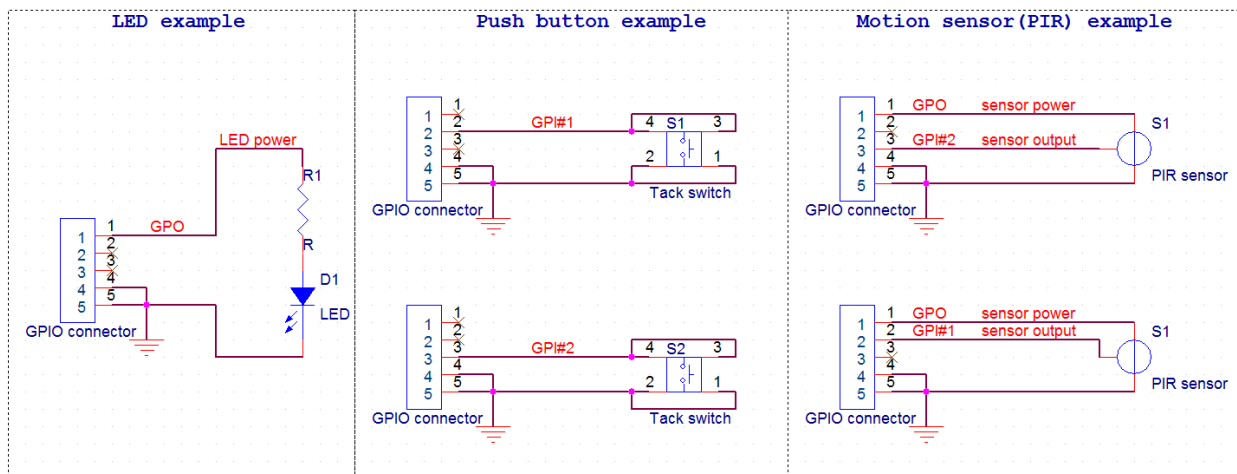 LED example
LED power
R1
R
GPO
1
2
3
4
5
1
2
3
4
5
D1
LED
GPIO connector
Push button example
1
2
3
4
5
1
2
3
4
5
GPI#1
4
S1
3
2
1
Tack switch
GPIO connector
1
2
3
4
5
1
2
3
4
5
GPI#2
4
S2
3
2
1
Tack switch
GPIO connector
Motion sensor(PIR) example
1
2
3
4
5
1
2
3
4
5
GPO sensor power
GPI#2 sensor output
S1
PIR sensor
GPIO connector
1
2
3
4
5
1
2
3
4
5
GPO sensor power
GPI#1 sensor output
S1
PIR sensor
GPIO connector